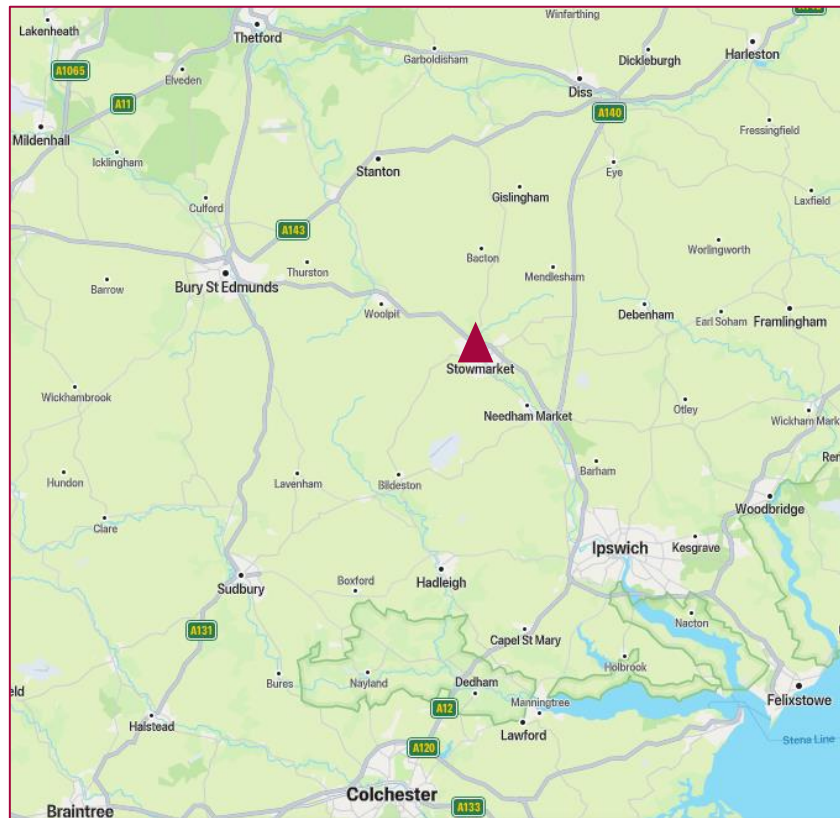 Lakenheath
Thetford
Winfarthing
Garboldisham
Dickleburgh
Harleston
A1065
Elveden
Diss
A11
A140
Mildenhall
Fressingfield
Icklingham
Stanton
Eye
Gislingham
Laxfield
Culford
A143
Worlingworth
Bacton
Thurston
Mendlesham
Bury St Edmunds
Barrow
Woolpit
Debenham
Earl Soham
Framlingham
Stowmarket
Wickhambrook
Needham Market
Otley
Wickham Mark
Ren
Hundon
Lavenham
Bildeston
Barham
Woodbridge
Clare
Ipswich
Kesgrave
Sudbury
Boxford
Hadleigh
Nacton
A131
Capel St Mary
Holbrook
Bures
Nayland
Dedham
eld
Felixstowe
Manningtree
A12
Halstead
Lawford
Stena Line
A120
Colchester
A133
Braintree